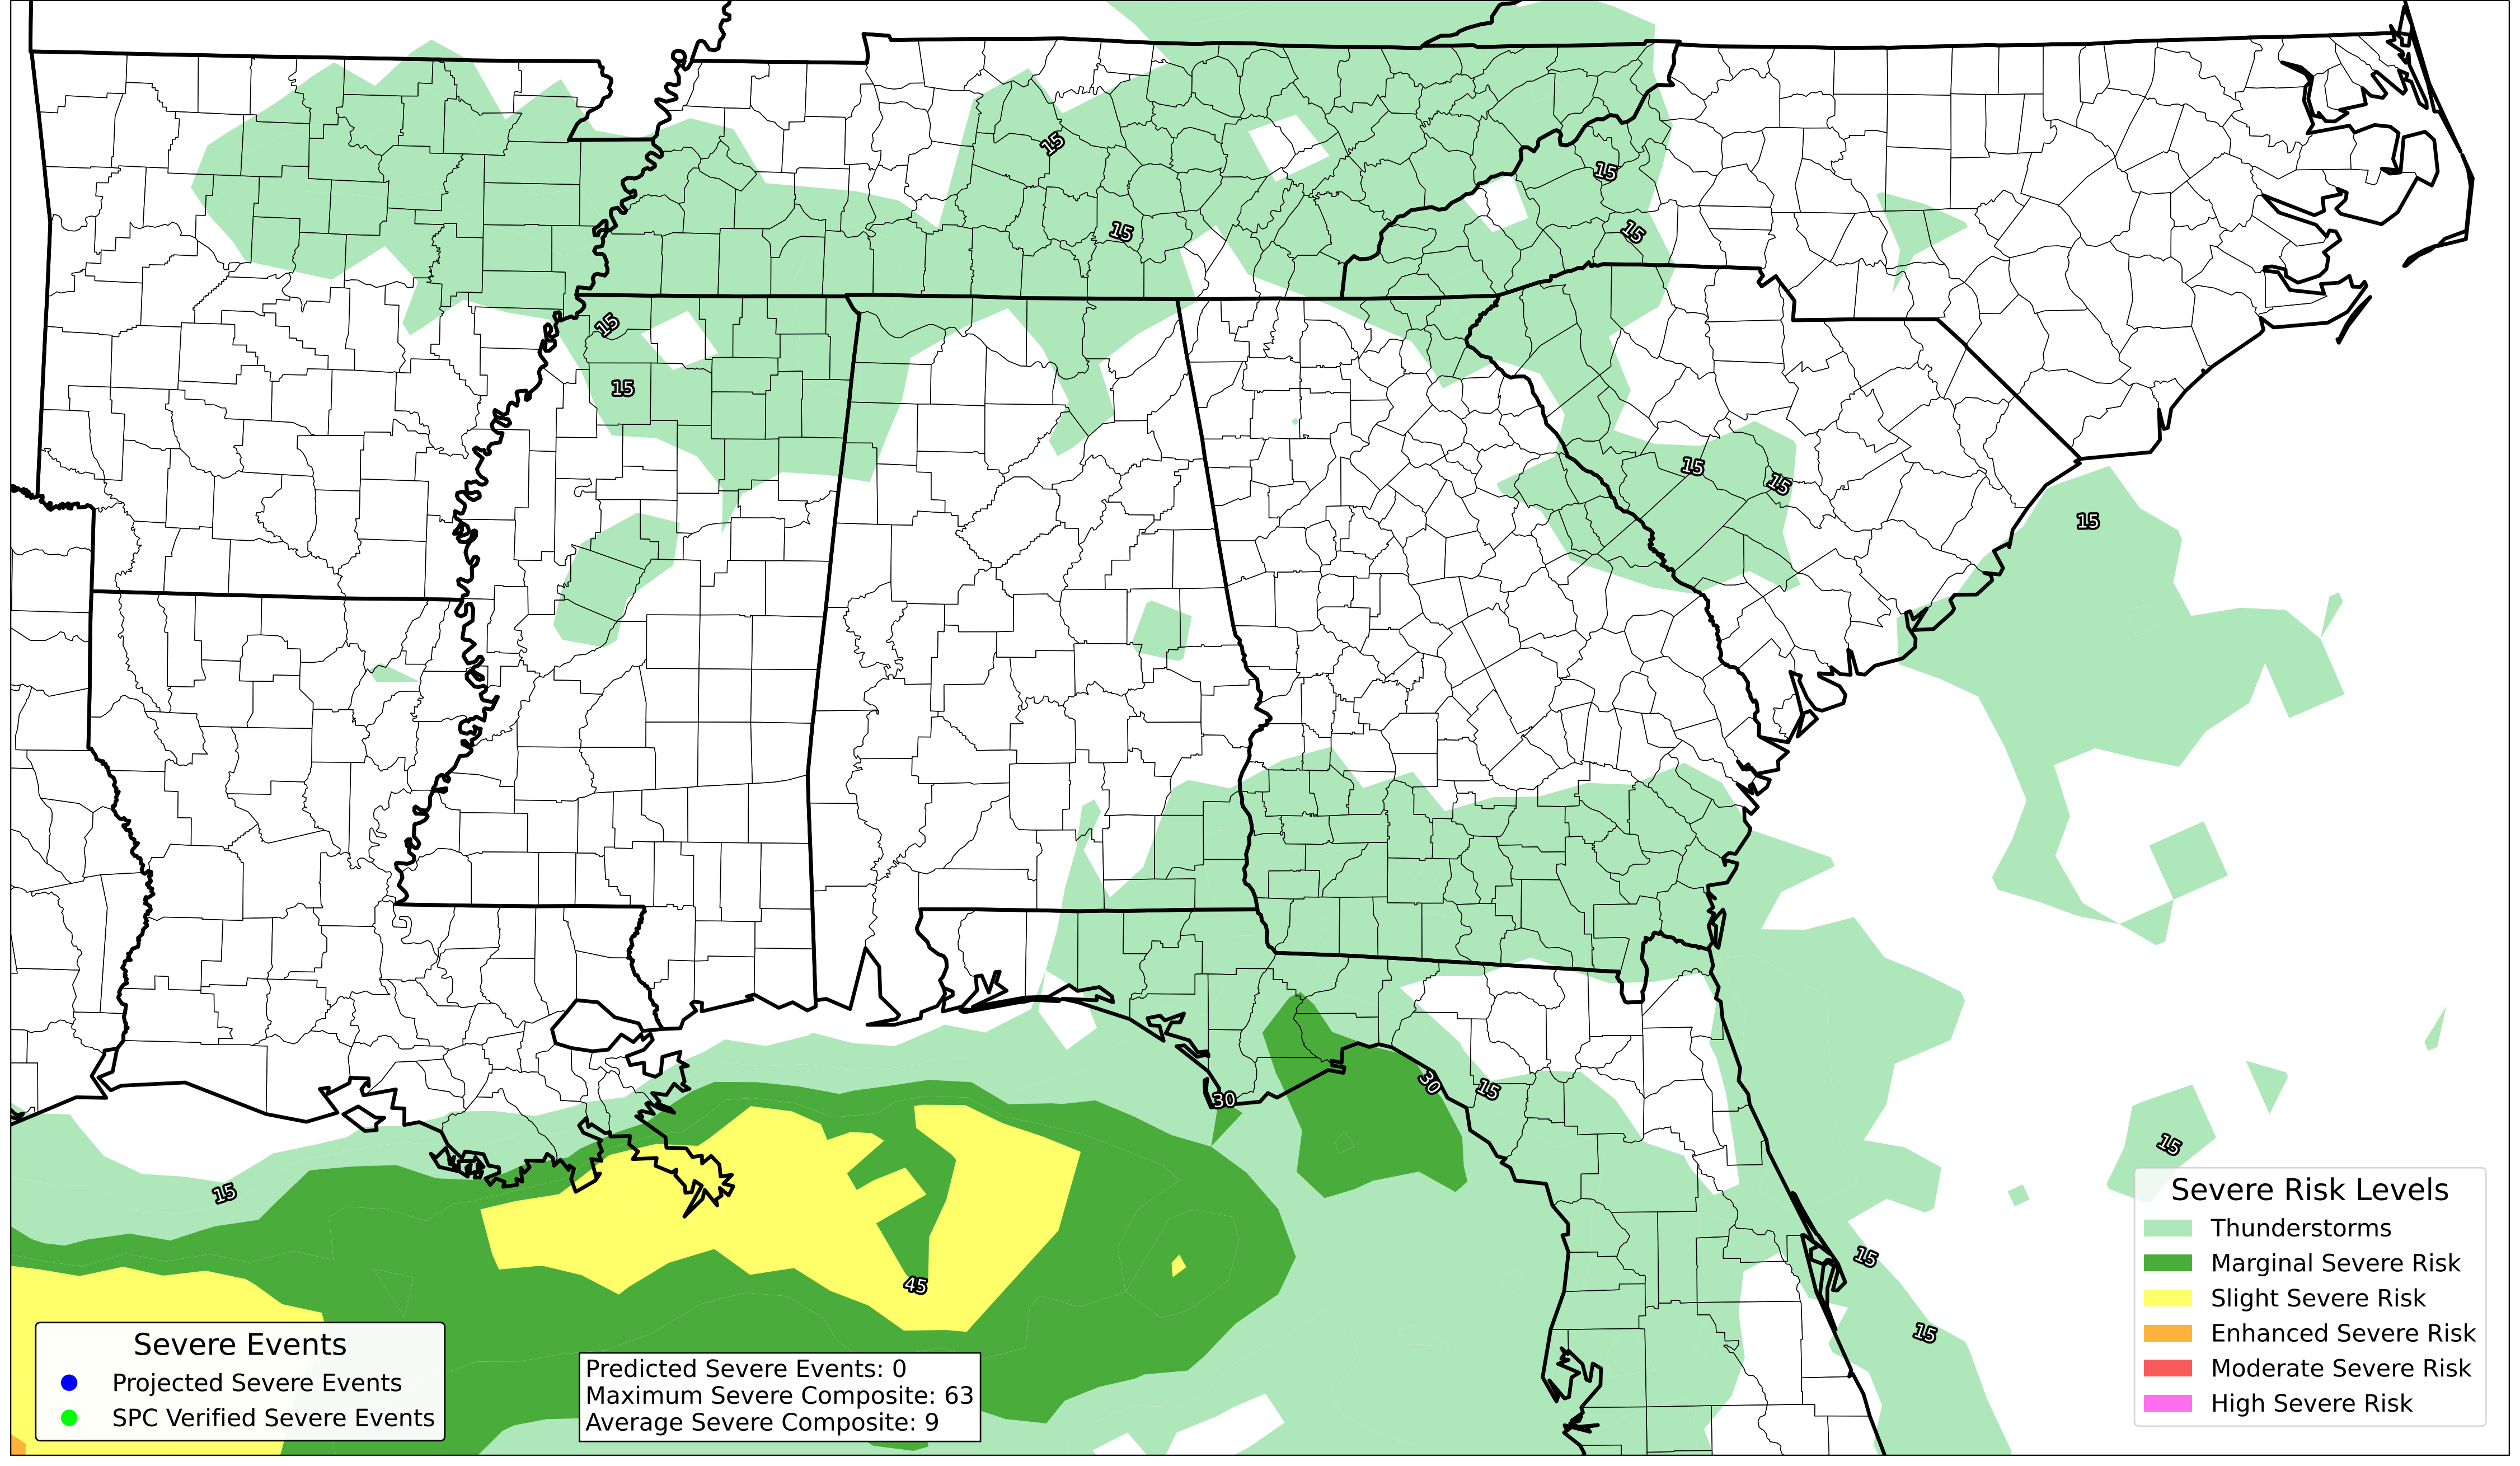 15
15
15
15
15
15
15
15
15
15
30
30
15
15
15
15
45
15
Severe Risk Levels
Thunderstorms
Marginal Severe Risk
Slight Severe Risk
Enhanced Severe Risk
Moderate Severe Risk
High Severe Risk
Severe Events
Projected Severe Events
SPC Verified Severe Events
Predicted Severe Events: 0
Maximum Severe Composite: 63
Average Severe Composite: 9